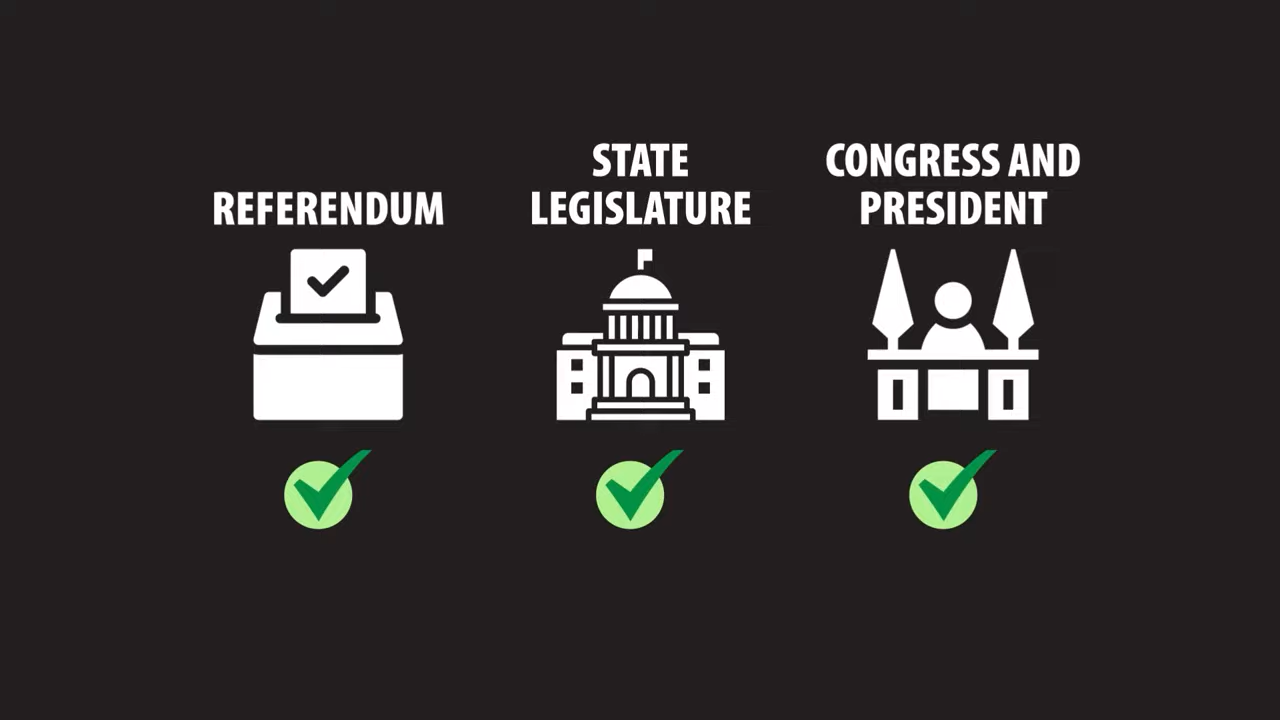 REFERENDUM
STATE
LEGISLATURE
CONGRESS AND
PRESIDENT